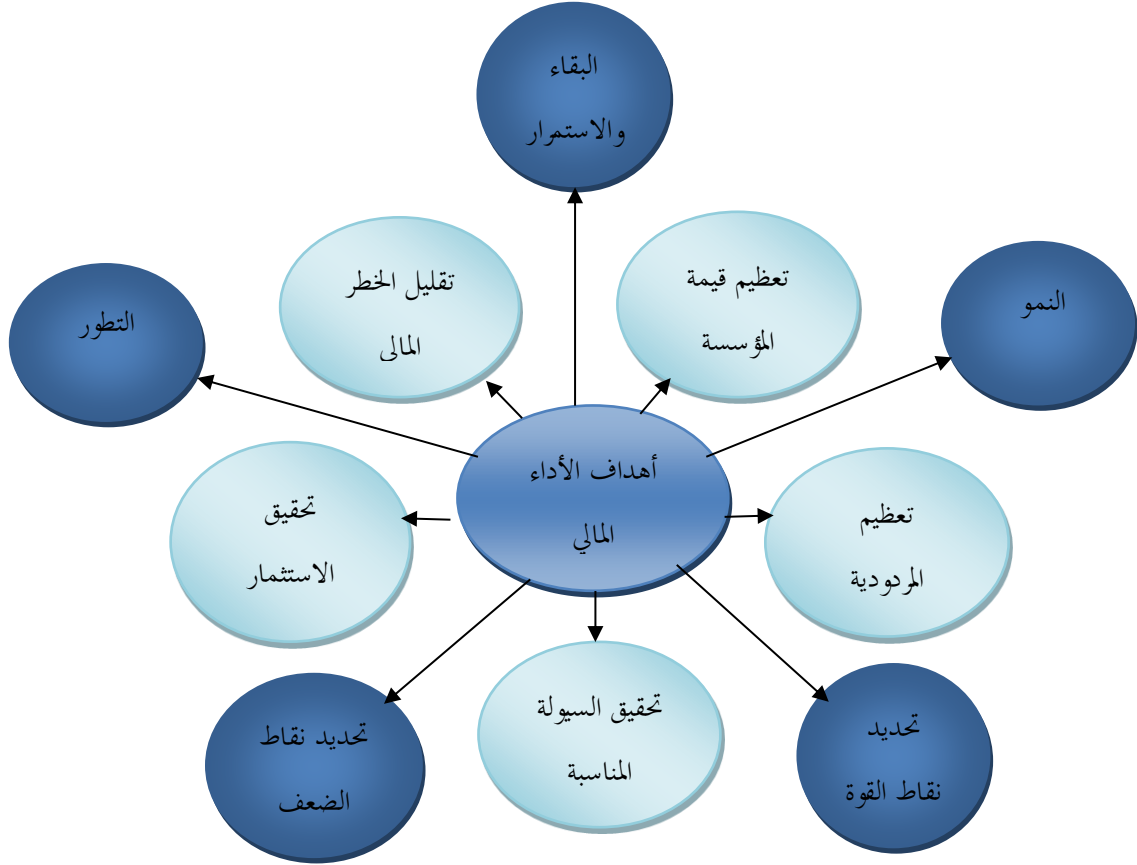 البقاء
والاستمرار
تعظيم قيمة
المؤسسة
تقليل الخطر
المالى
النمو
التطور
أهداف الأداء
المالي
تعظيم
المردودية
تحقيق
الاستثمار
تحقيق السيولة
المناسبة
تحديد
نقاط القوة
تحديد نقاط
الضعف